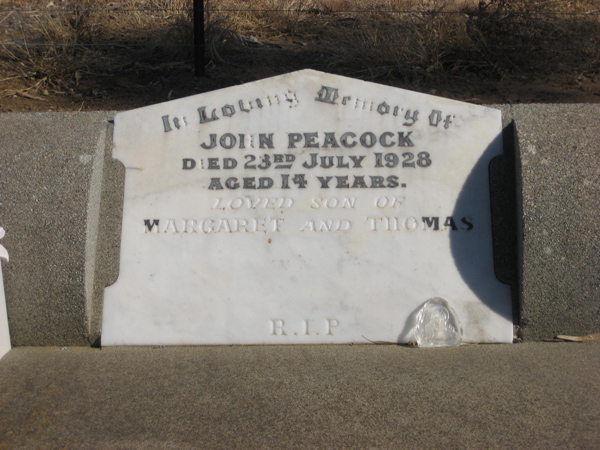 In Loving Memory Of
JOHN PEACOCK
DIED 23RD JULY 1928
AGED 14 YEARS.
LOVED SON OF
MARGARET AND THOMAS
R.I.P